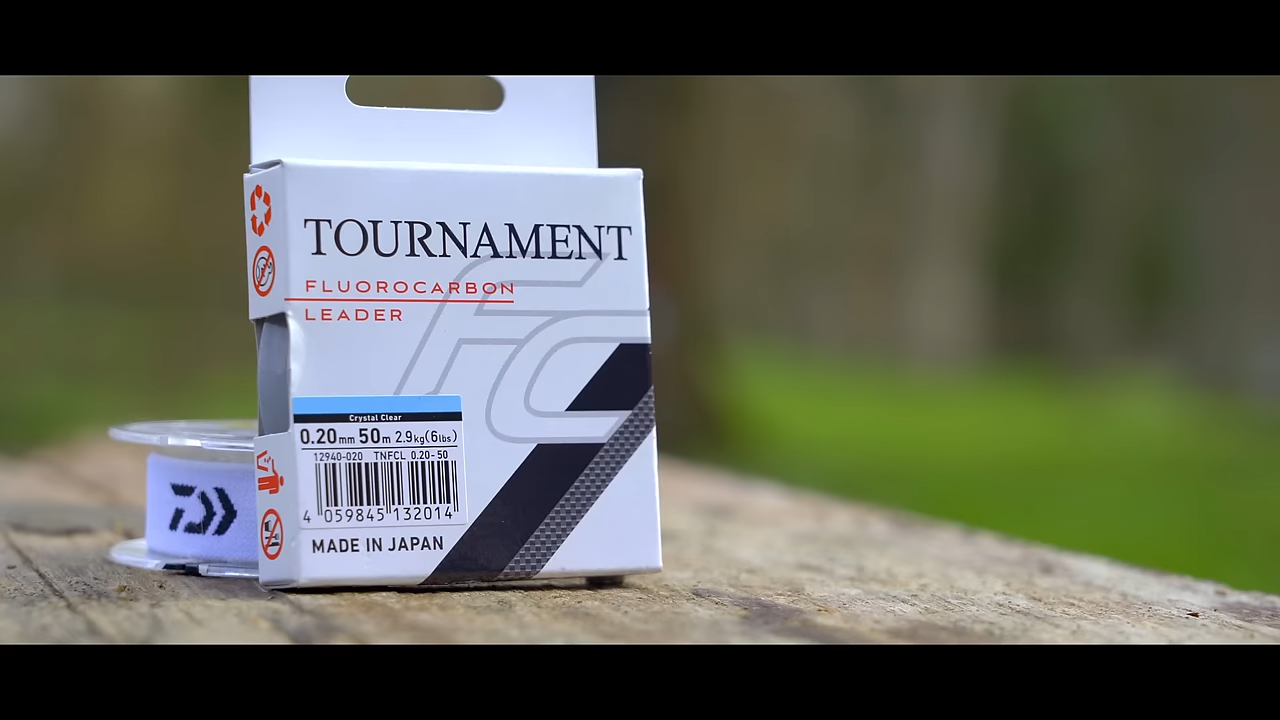 TOURNAMENT
FLUOROCARBON
LEADER
FC
Crystal Clear
0.20mm 50m 2.9kg(6lbs)
12940-020 TNFCL 0.20-50
4 059845 132014
MADE IN JAPAN